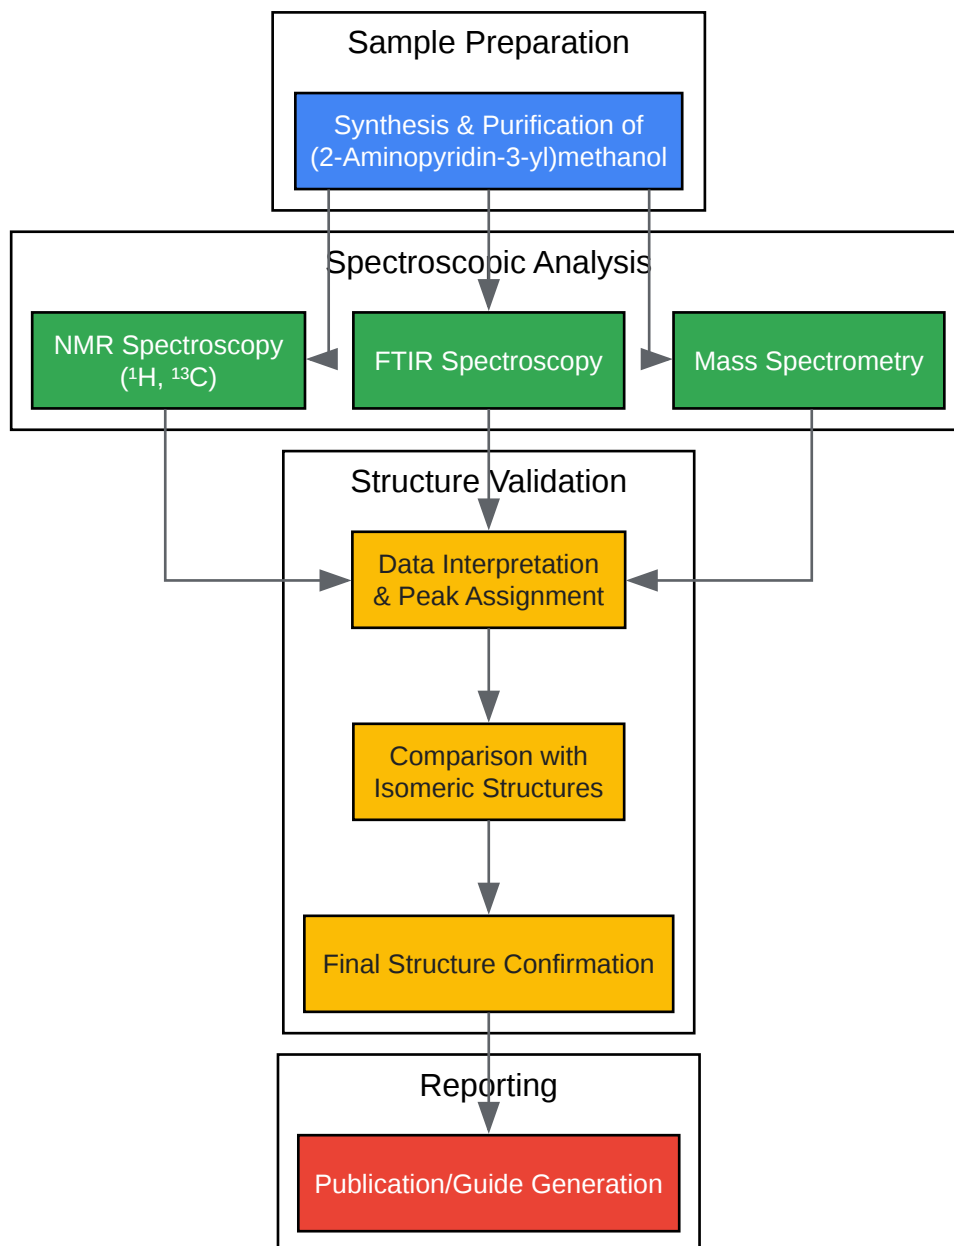 Sample Preparation
Synthesis & Purification of
(2-Aminopyridin-3-yl)methanol
Spectroscopic Analysis
NMR Spectroscopy
(¹H, ¹³C)
FTIR Spectroscopy
Mass Spectrometry
Structure Validation
Data Interpretation
& Peak Assignment
Comparison with
Isomeric Structures
Final Structure Confirmation
Reporting
Publication/Guide Generation